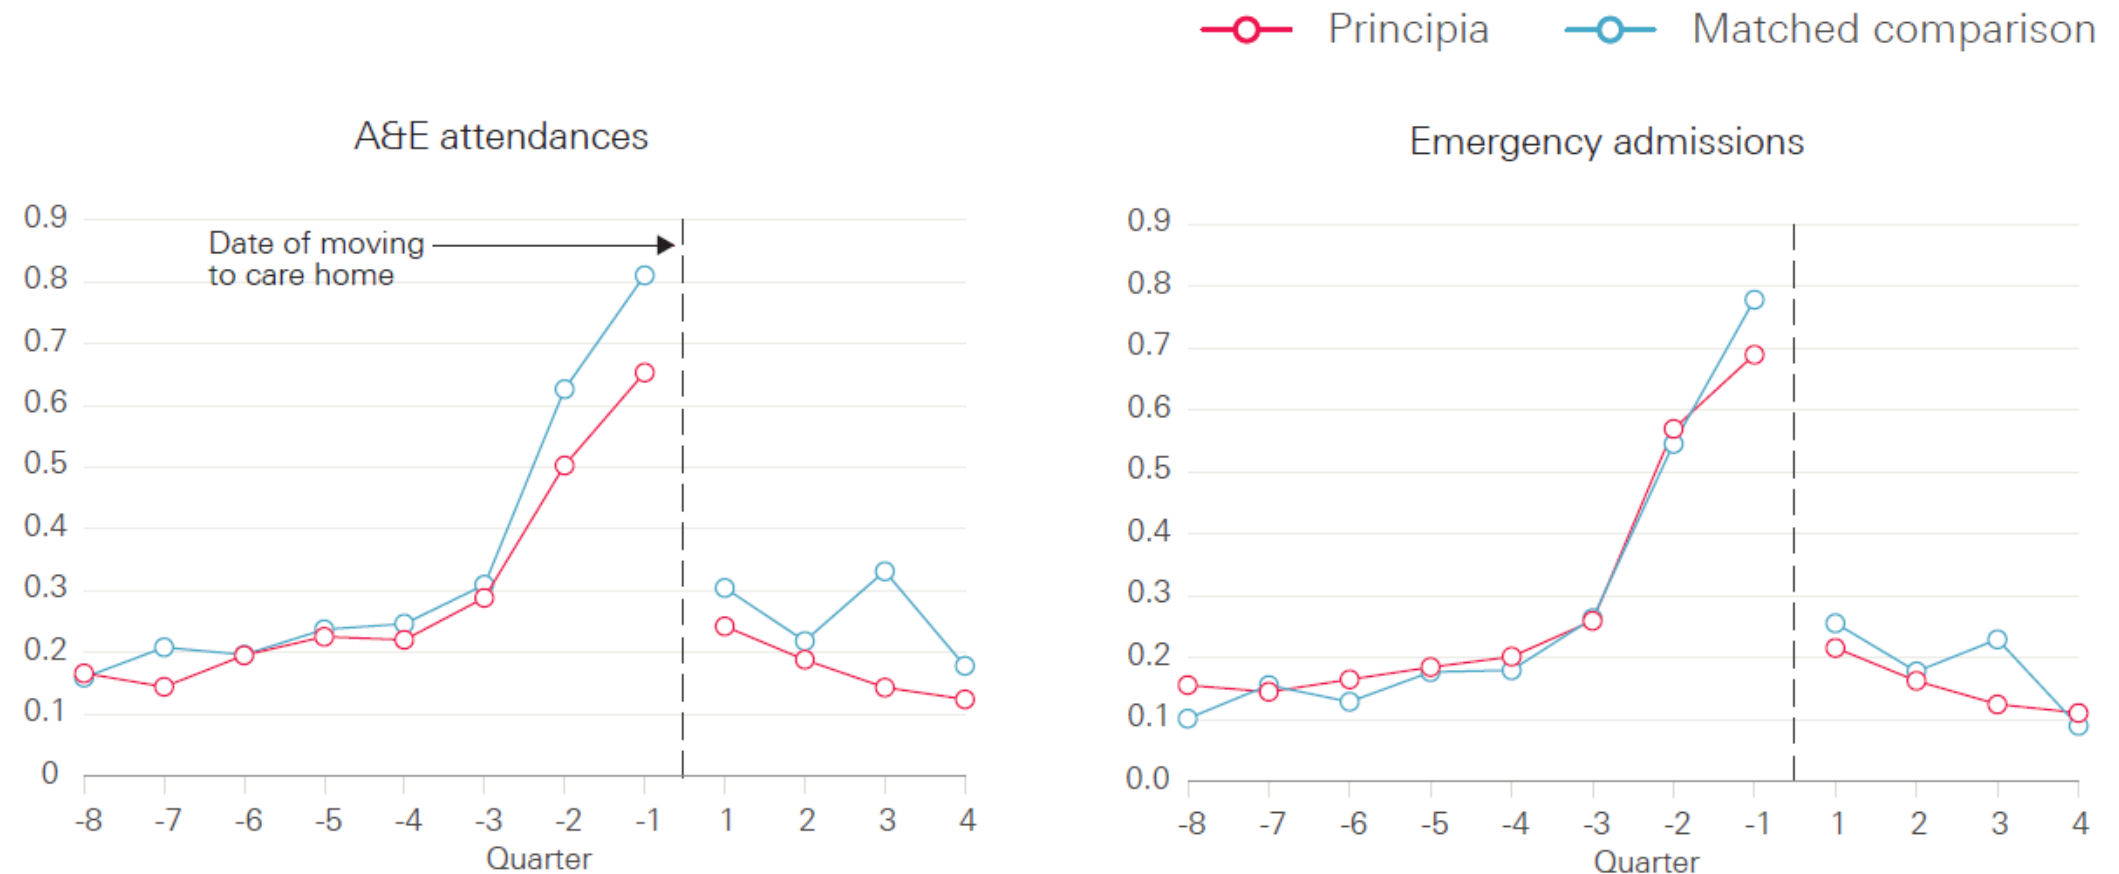 Principia
Matched comparison
A&E attendances
0.9
0.8
0.7
0.6
0.5
0.4
0.3
0.2
0.1
0
Date of moving
to care home
-8 -7 -6 -5 -4 -3 -2 -1 1 2 3 4
Quarter
Emergency admissions
0.9
0.8
0.7
0.6
0.5
0.4
0.3
0.2
0.1
0.0
-8 -7 -6 -5 -4 -3 -2 -1 1 2 3 4
Quarter